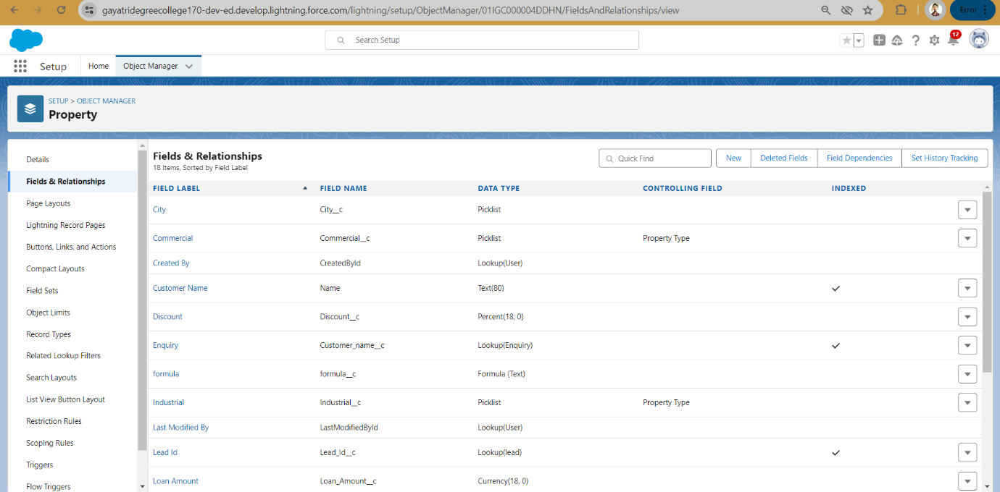 gayatridegreecollege170-dev-ed.develop.lightning.force.com/lightning/setup/ObjectManager/01IGC000004DDHN/FieldsAndRelationships/view
Error
Search Setup
12
Setup
Home
Object Manager
SETUP > OBJECT MANAGER
Property
Details
Fields & Relationships
Page Layouts
Lightning Record Pages
Buttons, Links, and Actions
Compact Layouts
Field Sets
Object Limits
Record Types
Related Lookup Filters
Search Layouts
List View Button Layout
Restriction Rules
Scoping Rules
Triggers
Flow Triggers
Fields & Relationships
18 Items, Sorted by Field Label
Quick Find
New
Deleted Fields
Field Dependencies
Set History Tracking
FIELD LABEL FIELD NAME DATA TYPE CONTROLLING FIELD INDEXED
City City__c Picklist
Commercial Commercial__c Picklist Property Type
Created By CreatedById Lookup(User)
Customer Name Name Text(80)
Discount Discount__c Percent(18, 0)
Enquiry Customer_name__c Lookup(Enquiry)
formula formula__c Formula (Text)
Industrial Industrial__c Picklist Property Type
Last Modified By LastModifiedById Lookup(User)
Lead Id Lead_Id__c Lookup(lead)
Loan Amount Loan_Amount__c Currency(18, 0)